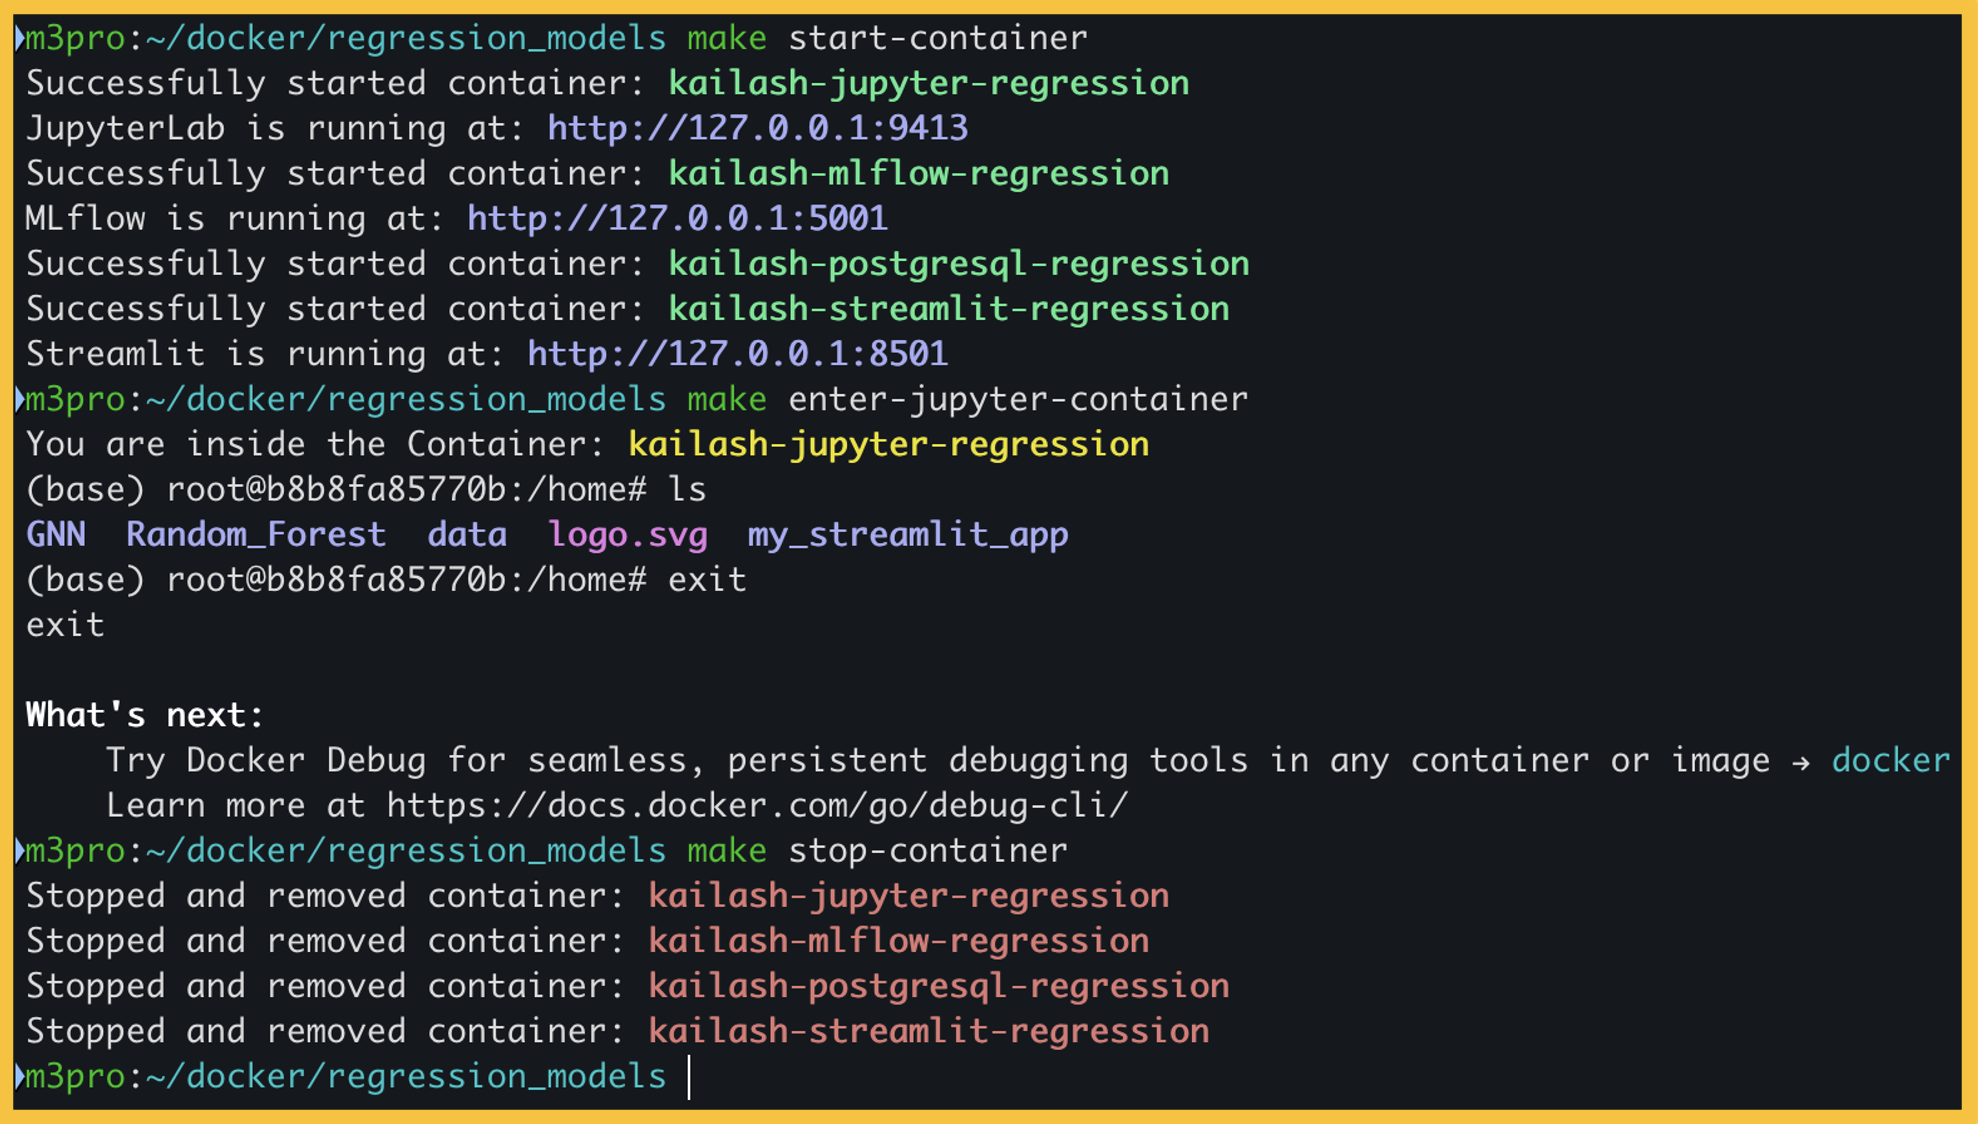 m3pro:~/docker/regression_models make start-container
Successfully started container: kailash-jupyter-regression
JupyterLab is running at: http://127.0.0.1:9413
Successfully started container: kailash-mlflow-regression
MLflow is running at: http://127.0.0.1:5001
Successfully started container: kailash-postgresql-regression
Successfully started container: kailash-streamlit-regression
Streamlit is running at: http://127.0.0.1:8501
m3pro:~/docker/regression_models make enter-jupyter-container
You are inside the Container: kailash-jupyter-regression
(base) root@b8b8fa85770b:/home# ls
GNN  Random_Forest  data  logo.svg  my_streamlit_app
(base) root@b8b8fa85770b:/home# exit
exit
What's next:
    Try Docker Debug for seamless, persistent debugging tools in any container or image → docker
    Learn more at https://docs.docker.com/go/debug-cli/
m3pro:~/docker/regression_models make stop-container
Stopped and removed container: kailash-jupyter-regression
Stopped and removed container: kailash-mlflow-regression
Stopped and removed container: kailash-postgresql-regression
Stopped and removed container: kailash-streamlit-regression
m3pro:~/docker/regression_models